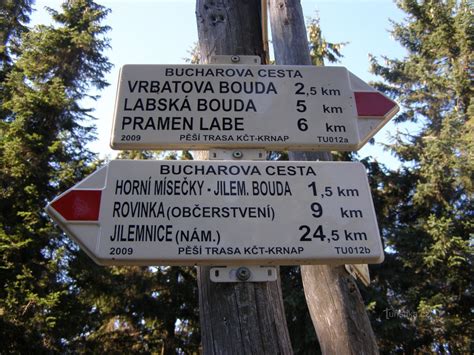 BUCHAROVA CESTA
VRBATOVA BOUDA 2,5 km
LABSKÁ BOUDA 5 km
PRAMEN LABE 6 km
2009 PĚŠÍ TRASA KČT-KRNAP TU012a
BUCHAROVA CESTA
HORNÍ MÍSEČKY - JILEM. BOUDA 1,5 km
ROVINKA (OBČERSTVENÍ) 9 km
JILEMNICE (NÁM.) 24,5 km
2009 PĚŠÍ TRASA KČT-KRNAP TU012b